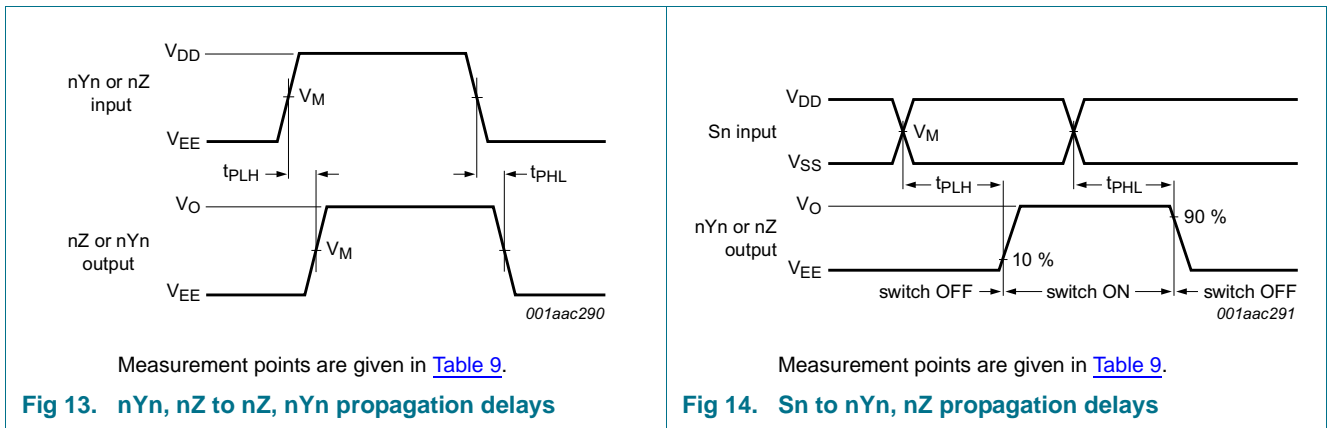 VDD
nYn or nZ
input
VM
VEE
tPLH
tPHL
VO
nZ or nYn
output
VM
VEE
001aac290
Measurement points are given in Table 9.
Fig 13. nYn, nZ to nZ, nYn propagation delays
VDD
Sn input
VM
VSS
tPLH
tPHL
VO
nYn or nZ
output
90 %
10 %
VEE
switch OFF
switch ON
switch OFF
001aac291
Measurement points are given in Table 9.
Fig 14. Sn to nYn, nZ propagation delays